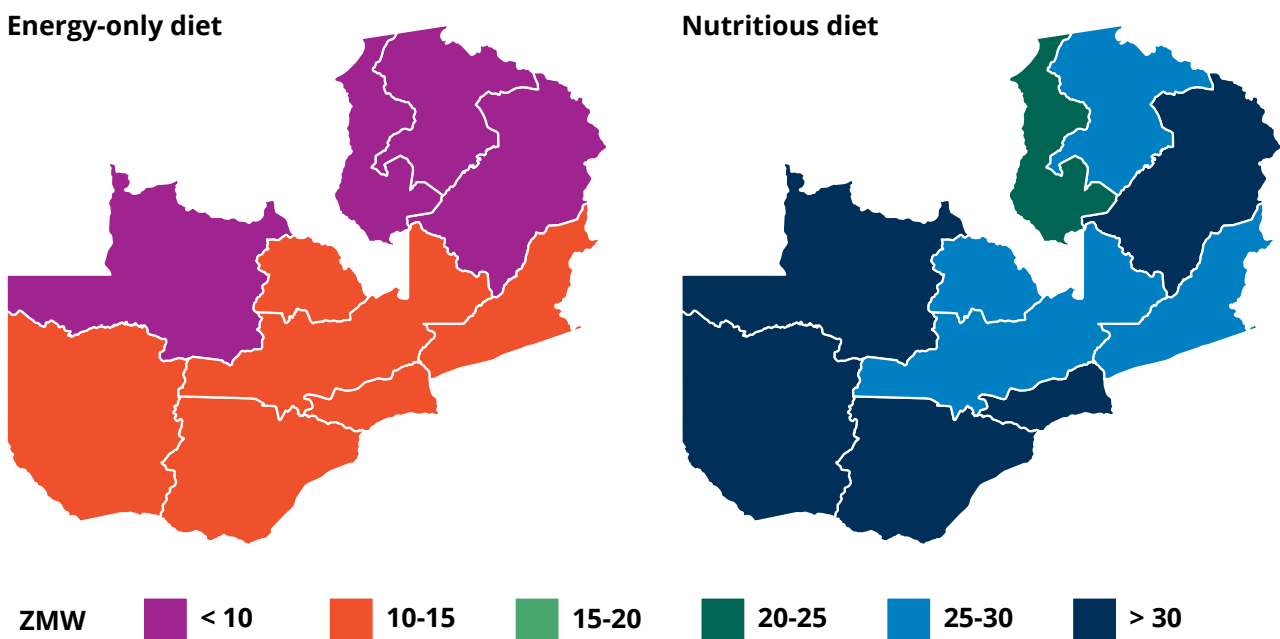 Energy-only diet
Nutritious diet
ZMW < 10 10-15 15-20 20-25 25-30 > 30